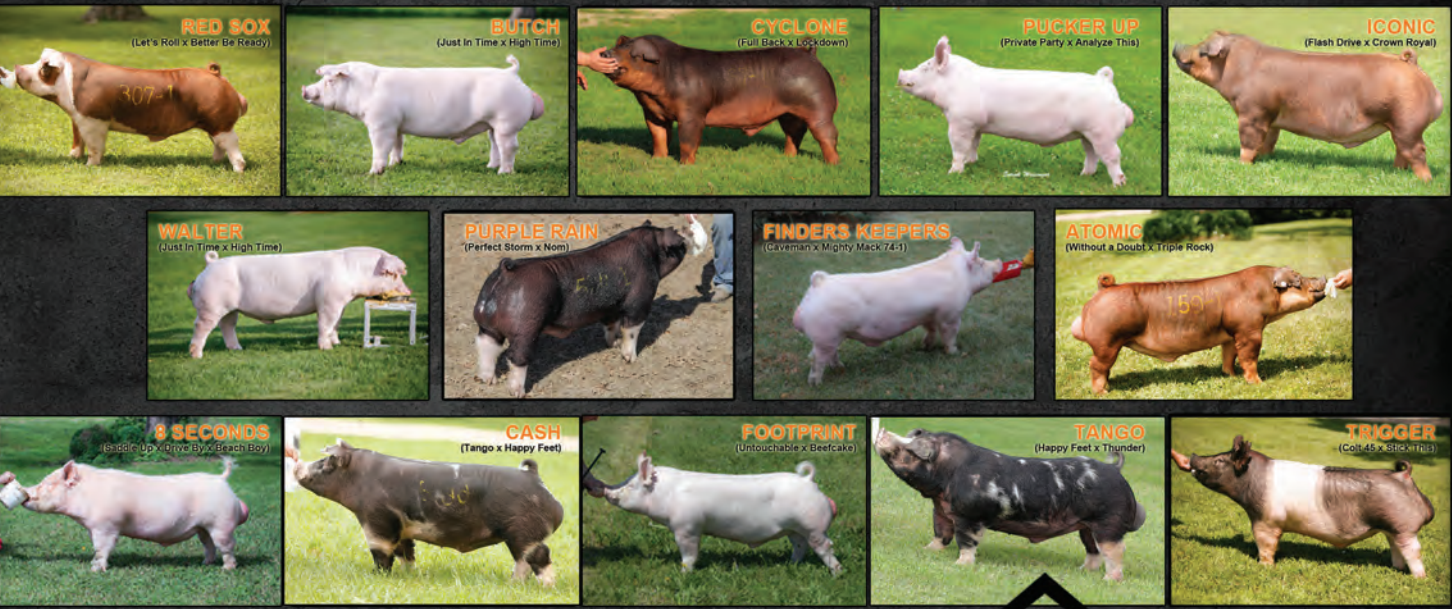 RED SOX
(Let's Roll x Better Be Ready)
307-1
BUTCH
(Just In Time x High Time)
CYCLONE
(Full Back x Lockdown)
PUCKER UP
(Private Party x Analyze This)
ICONIC
(Flash Drive x Crown Royal)
WALTER
(Just In Time x High Time)
PURPLE RAIN
(Perfect Storm x Nom)
FINDERS KEEPERS
(Caveman x Mighty Mack 74-1)
ATOMIC
(Without a Doubt x Triple Rock)
8 SECONDS
(Saddle Up x Drive By x Beach Boy)
CASH
(Tango x Happy Feet)
FOOTPRINT
(Untouchable x Beefcake)
TANGO
(Happy Feet x Thunder)
TRIGGER
(Colt 45 x Stick This)